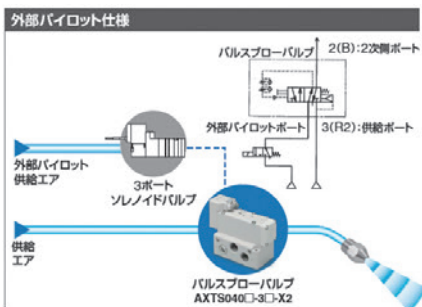 外部パイロット仕様
パルスブローバルブ
2(B):2次側ポート
外部パイロットポート
3(R2):供給ポート
外部パイロット
供給エア
3ポート
ソレノイドバルブ
供給
エア
パルスブローバルブ
AXTS040□-3□-X2